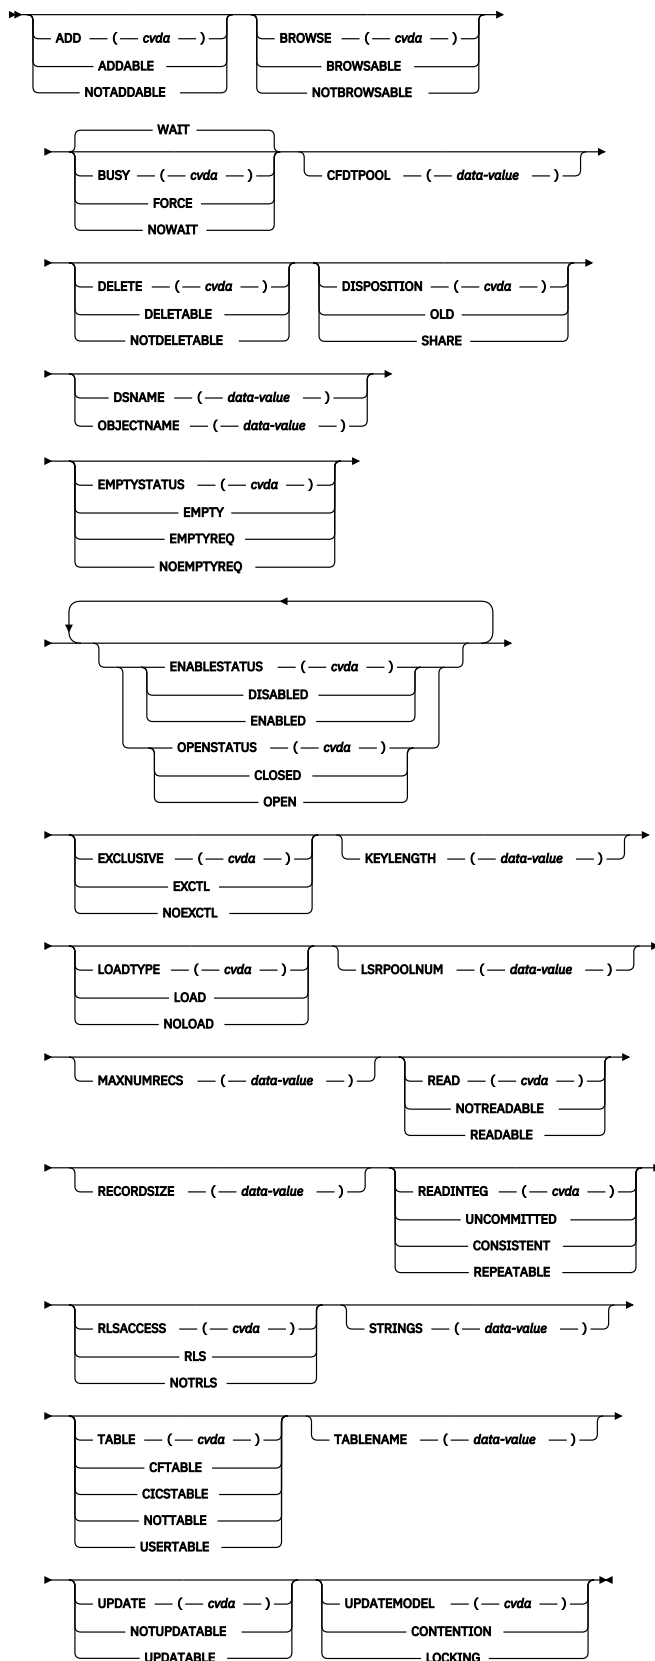 ADD ( cvda ) BROWSE ( cvda )
ADDABLE BROWSABLE
NOTADDABLE NOTBROWSABLE
WAIT
BUSY ( cvda ) CFDTPOOL ( data-value )
FORCE
NOWAIT
DELETE ( cvda ) DISPOSITION ( cvda )
DELETABLE OLD
NOTDELETABLE SHARE
DSNAME ( data-value )
OBJECTNAME ( data-value )
EMPTYSTATUS ( cvda )
EMPTY
EMPTYREQ
NOEMPTYREQ
ENABLESTATUS ( cvda )
DISABLED
ENABLED
OPENSTATUS ( cvda )
CLOSED
OPEN
EXCLUSIVE ( cvda ) KEYLENGTH ( data-value )
EXCTL
NOEXCTL
LOADTYPE ( cvda ) LSRPOOLNUM ( data-value )
LOAD
NOLOAD
MAXNUMRECS ( data-value ) READ ( cvda )
NOTREADABLE
READABLE
RECORDSIZE ( data-value ) READINTEG ( cvda )
UNCOMMITTED
CONSISTENT
REPEATABLE
RLSACCESS ( cvda ) STRINGS ( data-value )
RLS
NOTRLS
TABLE ( cvda ) TABLENAME ( data-value )
CFTABLE
CICSTABLE
NOTTABLE
USERTABLE
UPDATE ( cvda ) UPDATEMODEL ( cvda )
NOTUPDATABLE CONTENTION
UPDATABLE LOCKING